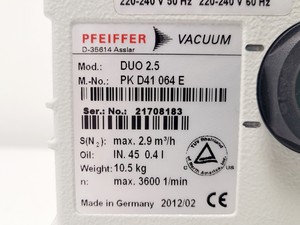 220-240 V 50 Hz 220-240 V 60 Hz
PFEIFFER VACUUM
D-35614 Asslar
Mod.: DUO 2.5
M.-No.: PK D41 064 E
Ser.: No.: 21708183
S(N2): max. 2.9 m³/h
Oil: IN. 45 0.4 l
Weight: 10.5 kg
n: max. 3600 1/min
CE
Made in Germany 2012/02